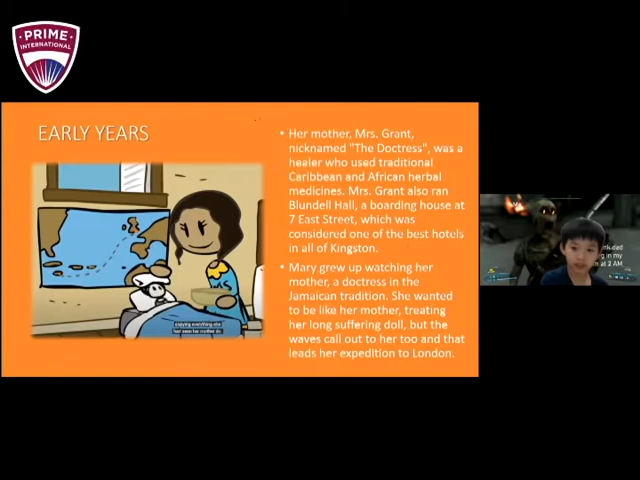 PRIME
INTERNATIONAL
EARLY YEARS
• Her mother, Mrs. Grant,
nicknamed "The Doctress", was a
healer who used traditional
Caribbean and African herbal
medicines. Mrs. Grant also ran
Blundell Hall, a boarding house at
7 East Street, which was
considered one of the best hotels
in all of Kingston.
• Mary grew up watching her
mother, a doctress in the
Jamaican tradition. She wanted
to be like her mother, treating
her long suffering doll, but the
waves call out to her too and that
leads her expedition to London.
copying everything she
had seen her mother do
at 2 AM